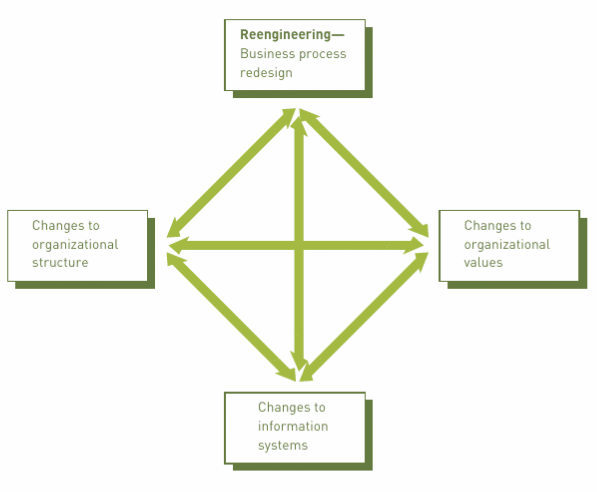 Reengineering—
Business process
redesign
Changes to
organizational
structure
Changes to
organizational
values
Changes to
information
systems